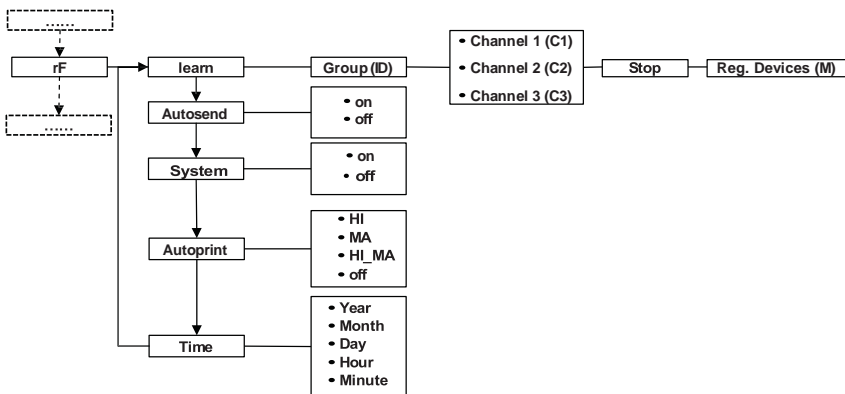 ......
rF
......
learn
Group (ID)
• Channel 1 (C1)
• Channel 2 (C2)
• Channel 3 (C3)
Stop
Reg. Devices (M)
Autosend
• on
• off
System
• on
• off
Autoprint
• HI
• MA
• HI_MA
• off
Time
• Year
• Month
• Day
• Hour
• Minute